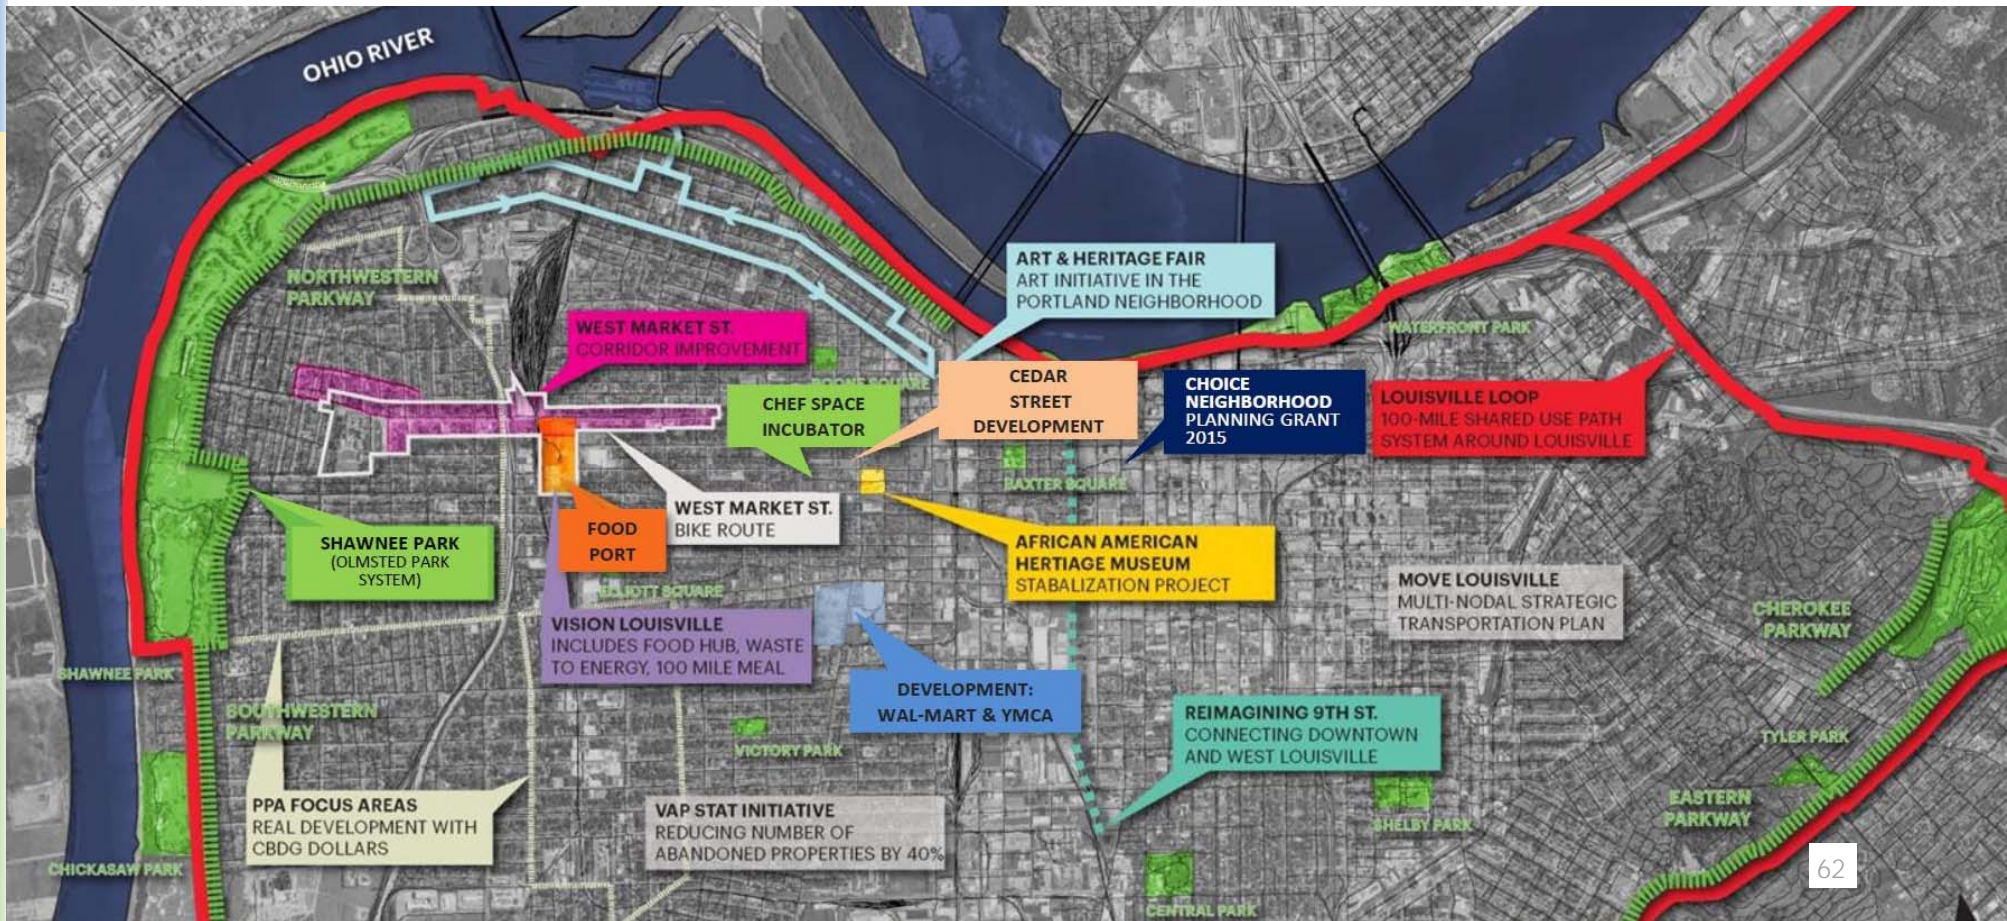 OHIO RIVER
NORTHWESTERN
PARKWAY
ART & HERITAGE FAIR
ART INITIATIVE IN THE
PORTLAND NEIGHBORHOOD
WEST MARKET ST.
CORRIDOR IMPROVEMENT
WATERFRONT PARK
BOONE SQUARE
CEDAR
STREET
DEVELOPMENT
CHOICE
NEIGHBORHOOD
PLANNING GRANT
2015
LOUISVILLE LOOP
100-MILE SHARED USE PATH
SYSTEM AROUND LOUISVILLE
CHEF SPACE
INCUBATOR
BAXTER SQUARE
WEST MARKET ST.
BIKE ROUTE
FOOD
PORT
SHAWNEE PARK
(OLMSTED PARK
SYSTEM)
AFRICAN AMERICAN
HERTIAGE MUSEUM
STABALIZATION PROJECT
MOVE LOUISVILLE
MULTI-NODAL STRATEGIC
TRANSPORTATION PLAN
ELLIOTT SQUARE
CHEROKEE
PARKWAY
VISION LOUISVILLE
INCLUDES FOOD HUB, WASTE
TO ENERGY, 100 MILE MEAL
SHAWNEE PARK
DEVELOPMENT:
WAL-MART & YMCA
SOUTHWESTERN
PARKWAY
REIMAGINING 9TH ST.
CONNECTING DOWNTOWN
AND WEST LOUISVILLE
VICTORY PARK
TYLER PARK
PPA FOCUS AREAS
REAL DEVELOPMENT WITH
CBDG DOLLARS
VAP STAT INITIATIVE
REDUCING NUMBER OF
ABANDONED PROPERTIES BY 40%
EASTERN
PARKWAY
SHELBY PARK
CHICKASAW PARK
62
CENTRAL PARK